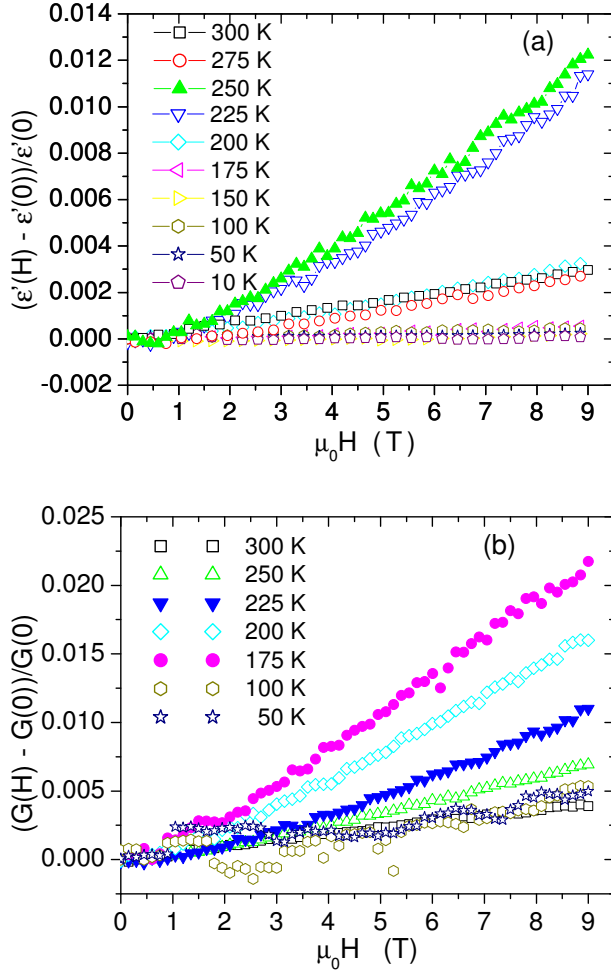 (a)
300 K
275 K
250 K
225 K
200 K
175 K
150 K
100 K
50 K
10 K
0.014
0.012
0.010
0.008
0.006
0.004
0.002
0.000
-0.002
(ε'(H) - ε'(0))/ε'(0)
0 1 2 3 4 5 6 7 8 9
μ₀H (T)
(b)
300 K
250 K
225 K
200 K
175 K
100 K
50 K
0.025
0.020
0.015
0.010
0.005
0.000
(G(H) - G(0))/G(0)
0 1 2 3 4 5 6 7 8 9
μ₀H (T)